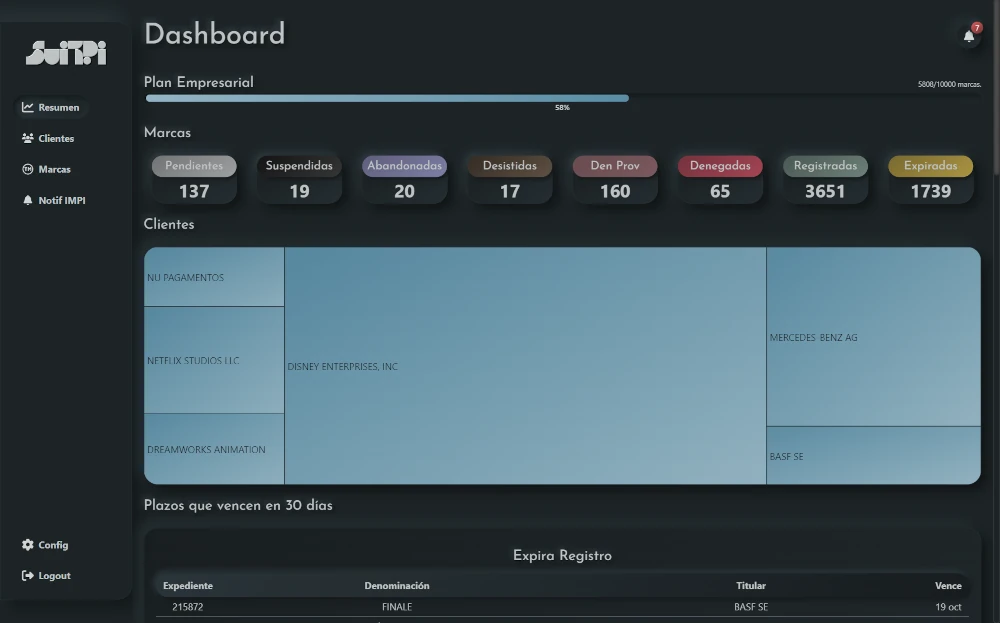 SUiTPi
Dashboard
7
Plan Empresarial
5808/10000 marcas.
58%
Resumen
Clientes
Marcas
Notif IMPI
Marcas
Pendientes Suspendidas Abandonadas Desistidas Den Prov Denegadas Registradas Expiradas
137 19 20 17 160 65 3651 1739
Clientes
NU PAGAMENTOS
NETFLIX STUDIOS LLC
DREAMWORKS ANIMATION
DISNEY ENTERPRISES, INC
MERCEDES-BENZ AG
BASF SE
Plazos que vencen en 30 días
Expira Registro
Expediente Denominación Titular Vence
215872 FINALE BASF SE 19 oct
Config
Logout